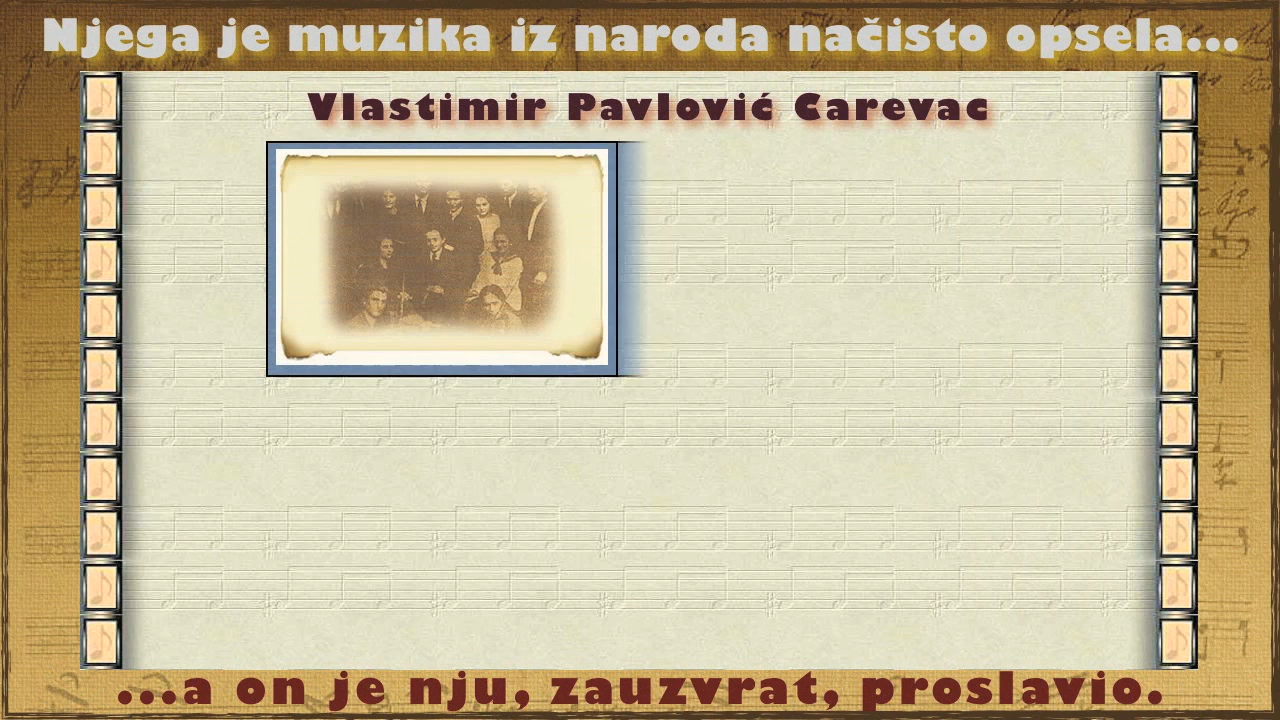 Njega je muzika iz naroda načisto opsela...
Vlastimir Pavlović Carevac
...a on je nju, zauzvrat, proslavio.